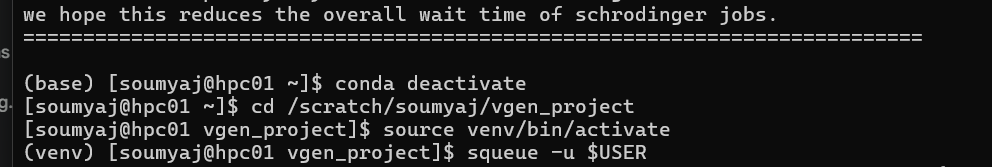 we hope this reduces the overall wait time of schrodinger jobs.
===========================================================================
(base) [soumyaj@hpc01 ~]$ conda deactivate
[soumyaj@hpc01 ~]$ cd /scratch/soumyaj/vgen_project
[soumyaj@hpc01 vgen_project]$ source venv/bin/activate
(venv) [soumyaj@hpc01 vgen_project]$ squeue -u $USER